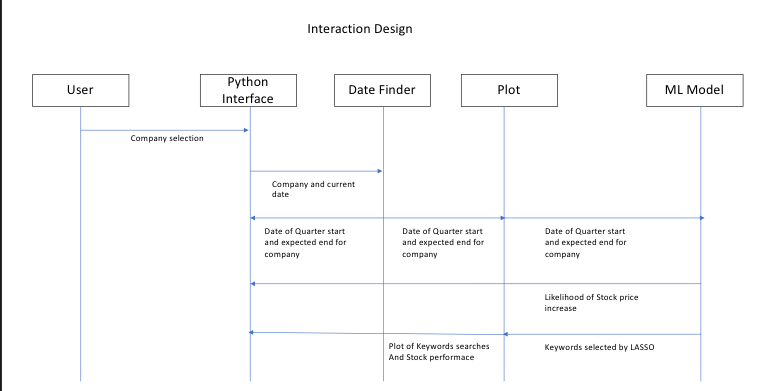 Interaction Design
User
Python
Interface
Date Finder
Plot
ML Model
Company selection
Company and current
date
Date of Quarter start
and expected end for
company
Date of Quarter start
and expected end for
company
Date of Quarter start
and expected end for
company
Likelihood of Stock price
increase
Plot of Keywords searches
And Stock performace
Keywords selected by LASSO